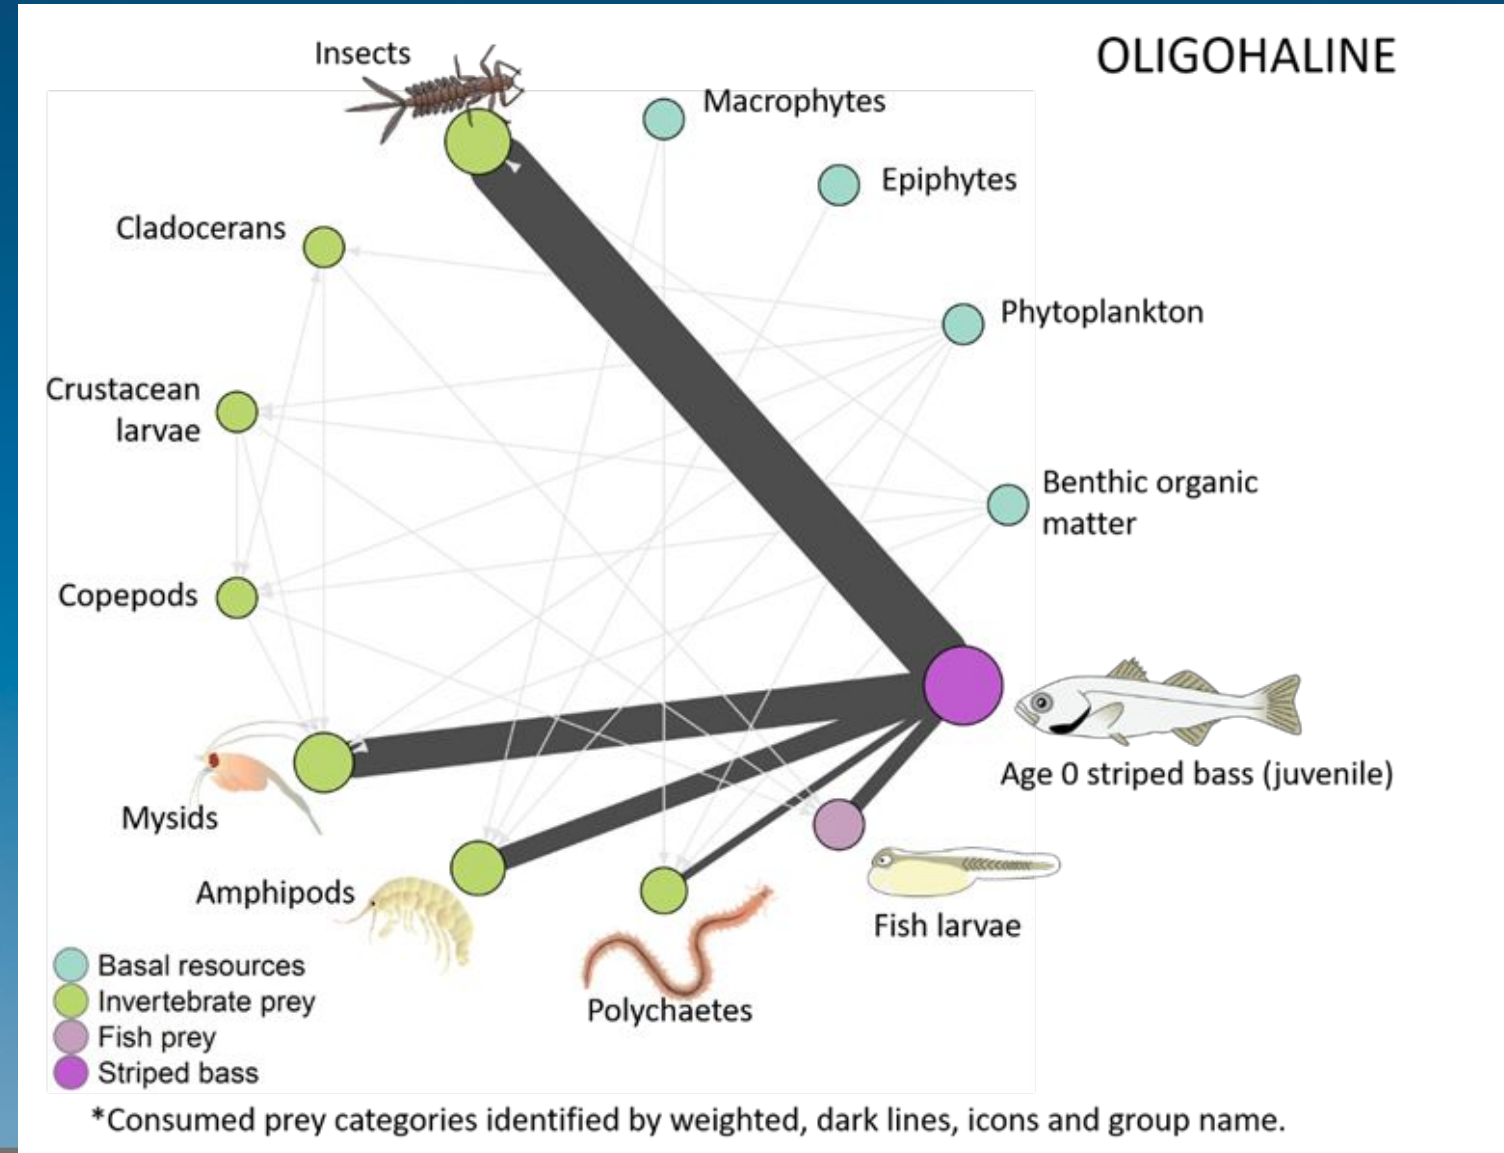 OLIGOHALINE
Insects
Macrophytes
Epiphytes
Cladocerans
Phytoplankton
Crustacean
larvae
Benthic organic
matter
Copepods
Age 0 striped bass (juvenile)
Mysids
Amphipods
Fish larvae
Polychaetes
Basal resources
Invertebrate prey
Fish prey
Striped bass
*Consumed prey categories identified by weighted, dark lines, icons and group name.